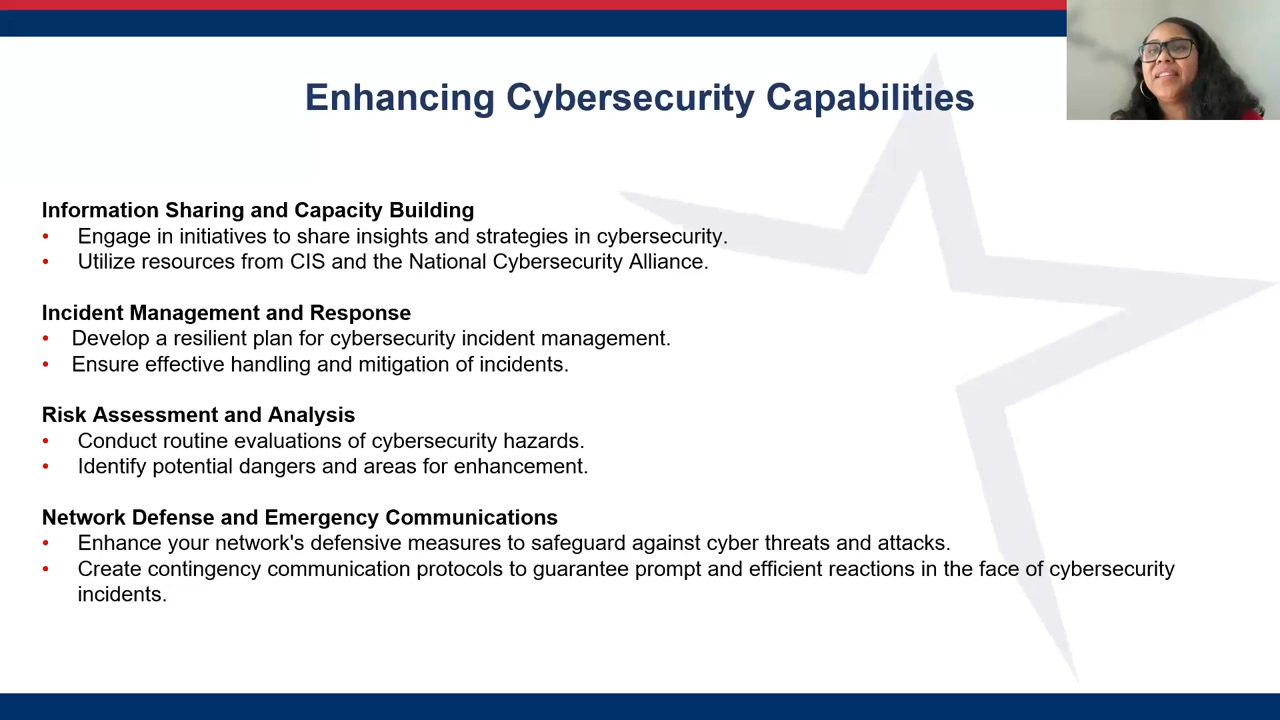 Enhancing Cybersecurity Capabilities
Information Sharing and Capacity Building
• Engage in initiatives to share insights and strategies in cybersecurity.
• Utilize resources from CIS and the National Cybersecurity Alliance.
Incident Management and Response
• Develop a resilient plan for cybersecurity incident management.
• Ensure effective handling and mitigation of incidents.
Risk Assessment and Analysis
• Conduct routine evaluations of cybersecurity hazards.
• Identify potential dangers and areas for enhancement.
Network Defense and Emergency Communications
• Enhance your network's defensive measures to safeguard against cyber threats and attacks.
• Create contingency communication protocols to guarantee prompt and efficient reactions in the face of cybersecurity
incidents.